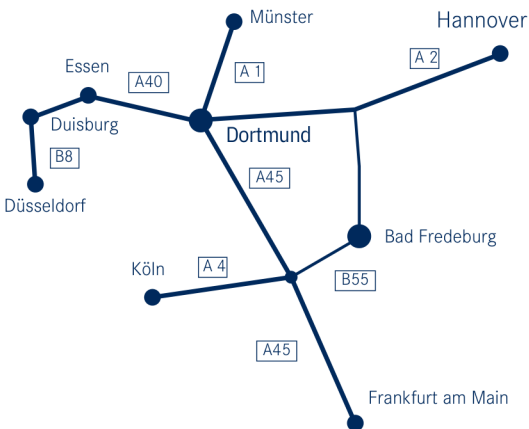 Münster
Hannover
Essen
A40
A 1
A 2
Duisburg
Dortmund
B8
A45
Düsseldorf
Bad Fredeburg
Köln
A 4
B55
A45
Frankfurt am Main